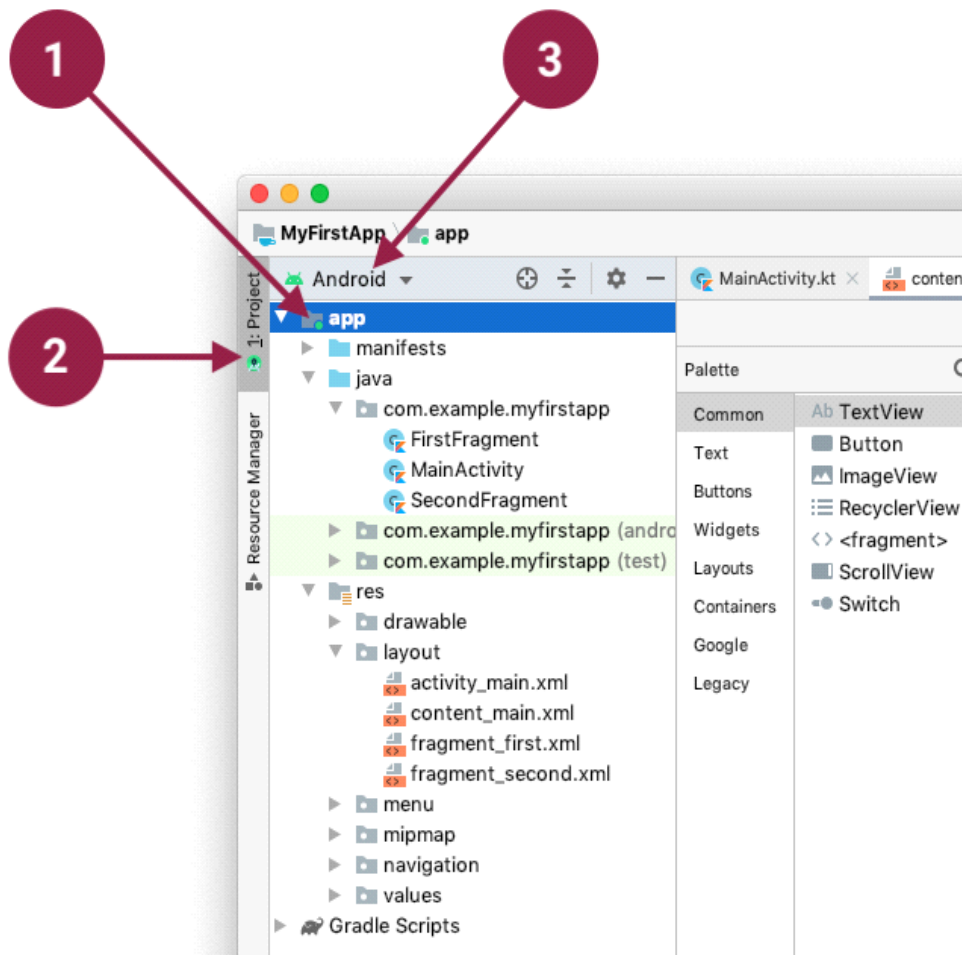 1
3
MyFirstApp app
1: Project
2
Resource Manager
Android
app
manifests
java
com.example.myfirstapp
FirstFragment
MainActivity
SecondFragment
com.example.myfirstapp (andro
com.example.myfirstapp (test)
res
drawable
layout
activity_main.xml
content_main.xml
fragment_first.xml
fragment_second.xml
menu
mipmap
navigation
values
Gradle Scripts
MainActivity.kt conten
Palette
Common
Text
Buttons
Widgets
Layouts
Containers
Google
Legacy
Ab TextView
Button
ImageView
RecyclerView
<fragment>
ScrollView
Switch